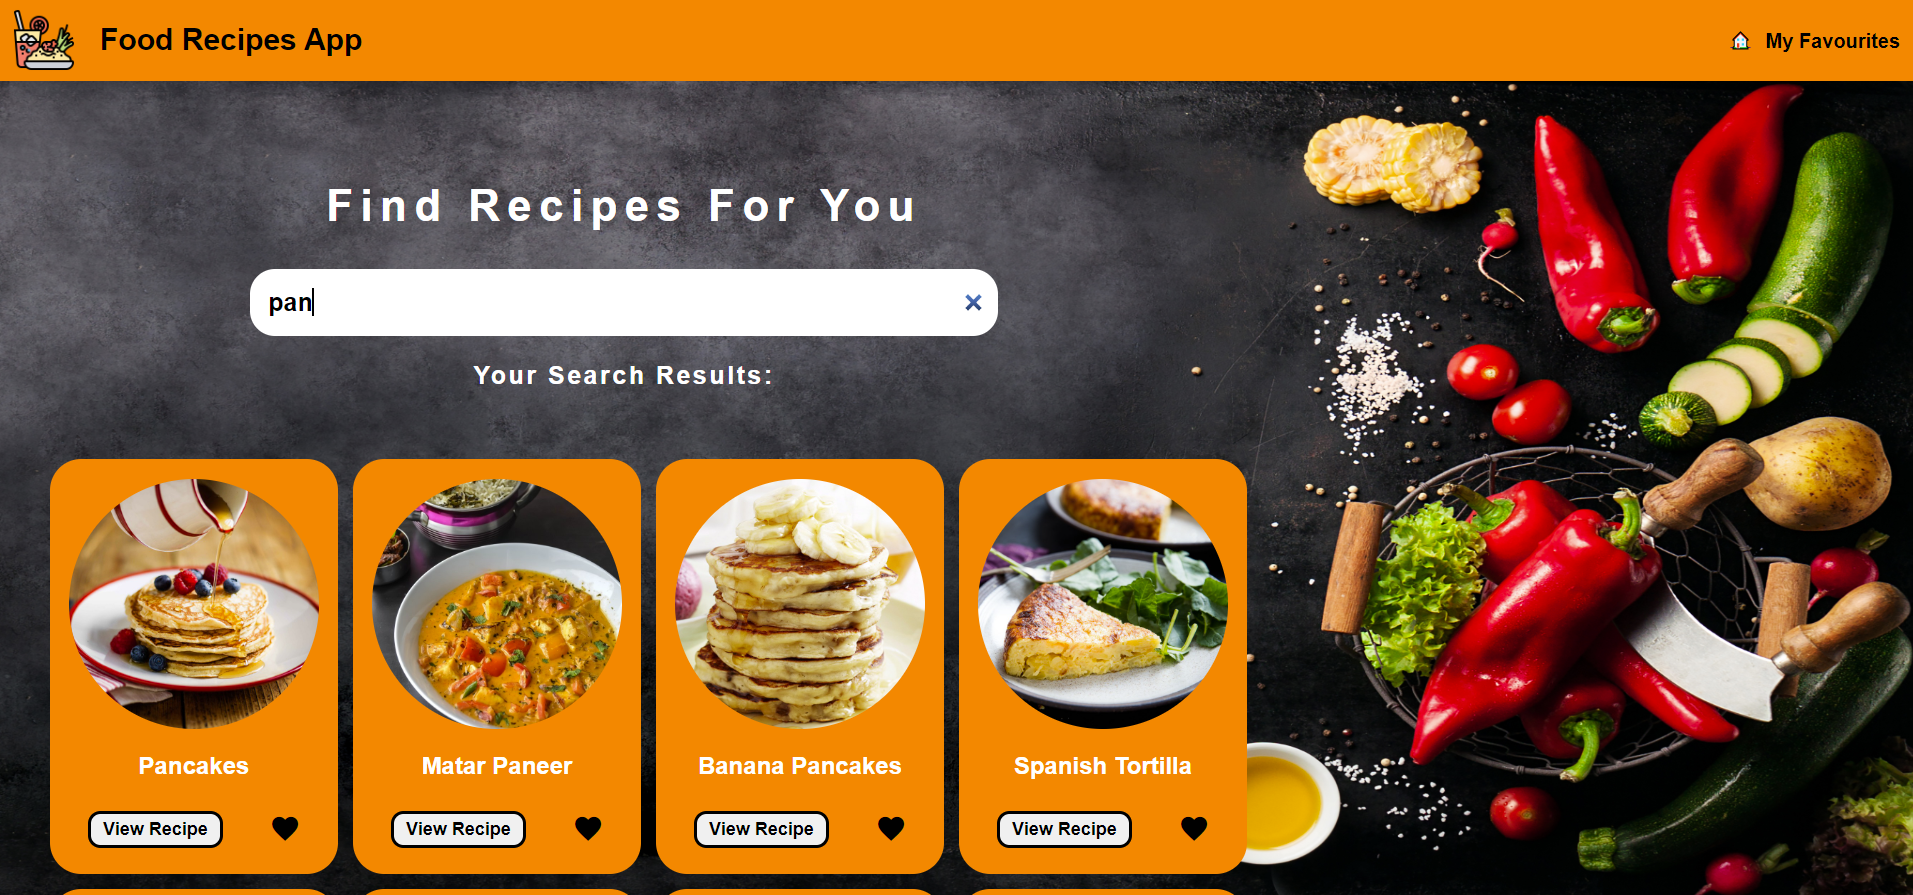 Food Recipes App
My Favourites
Find Recipes For You
pan
Your Search Results:
Pancakes
Matar Paneer
Banana Pancakes
Spanish Tortilla
View Recipe
View Recipe
View Recipe
View Recipe